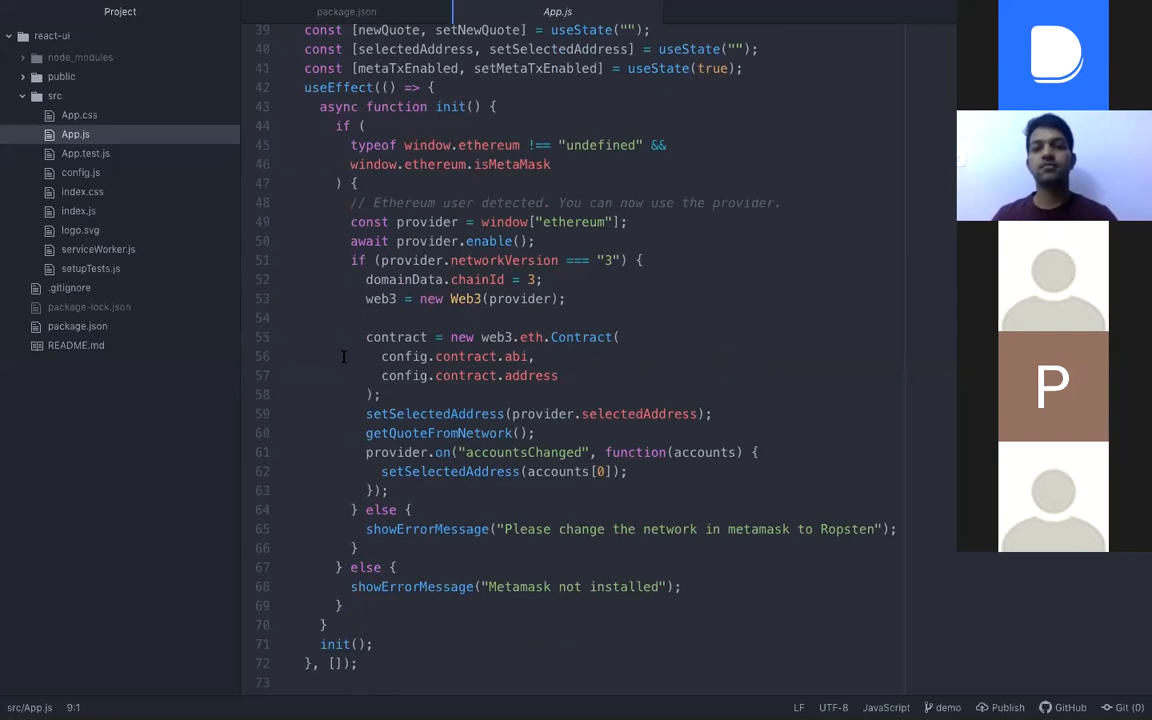 Project
package.json
App.js
react-ui
node_modules
public
src
App.css
App.js
App.test.js
config.js
index.css
index.js
logo.svg
serviceWorker.js
setupTests.js
.gitignore
package-lock.json
package.json
README.md
39 const [newQuote, setNewQuote] = useState("");
40 const [selectedAddress, setSelectedAddress] = useState("");
41 const [metaTxEnabled, setMetaTxEnabled] = useState(true);
42 useEffect(() => {
43 async function init() {
44 if (
45 typeof window.ethereum !== "undefined" &&
46 window.ethereum.isMetaMask
47 ) {
48 // Ethereum user detected. You can now use the provider.
49 const provider = window["ethereum"];
50 await provider.enable();
51 if (provider.networkVersion === "3") {
52 domainData.chainId = 3;
53 web3 = new Web3(provider);
54
55 contract = new web3.eth.Contract(
56 config.contract.abi,
57 config.contract.address
58 );
59 setSelectedAddress(provider.selectedAddress);
60 getQuoteFromNetwork();
61 provider.on("accountsChanged", function(accounts) {
62 setSelectedAddress(accounts[0]);
63 });
64 } else {
65 showErrorMessage("Please change the network in metamask to Ropsten");
66 }
67 } else {
68 showErrorMessage("Metamask not installed");
69 }
70 }
71 init();
72 }, []);
73
D
P
src/App.js 9:1
LF UTF-8 JavaScript demo Publish GitHub Git (0)